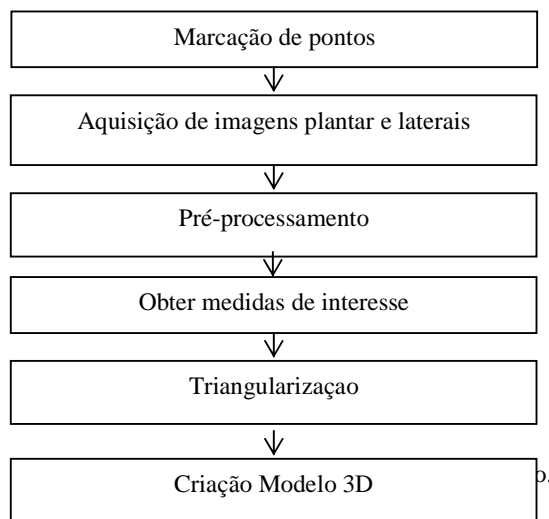 Marcação de pontos
Aquisição de imagens plantar e laterais
Pré-processamento
Obter medidas de interesse
Triangularizaçao
Criação Modelo 3D
o.